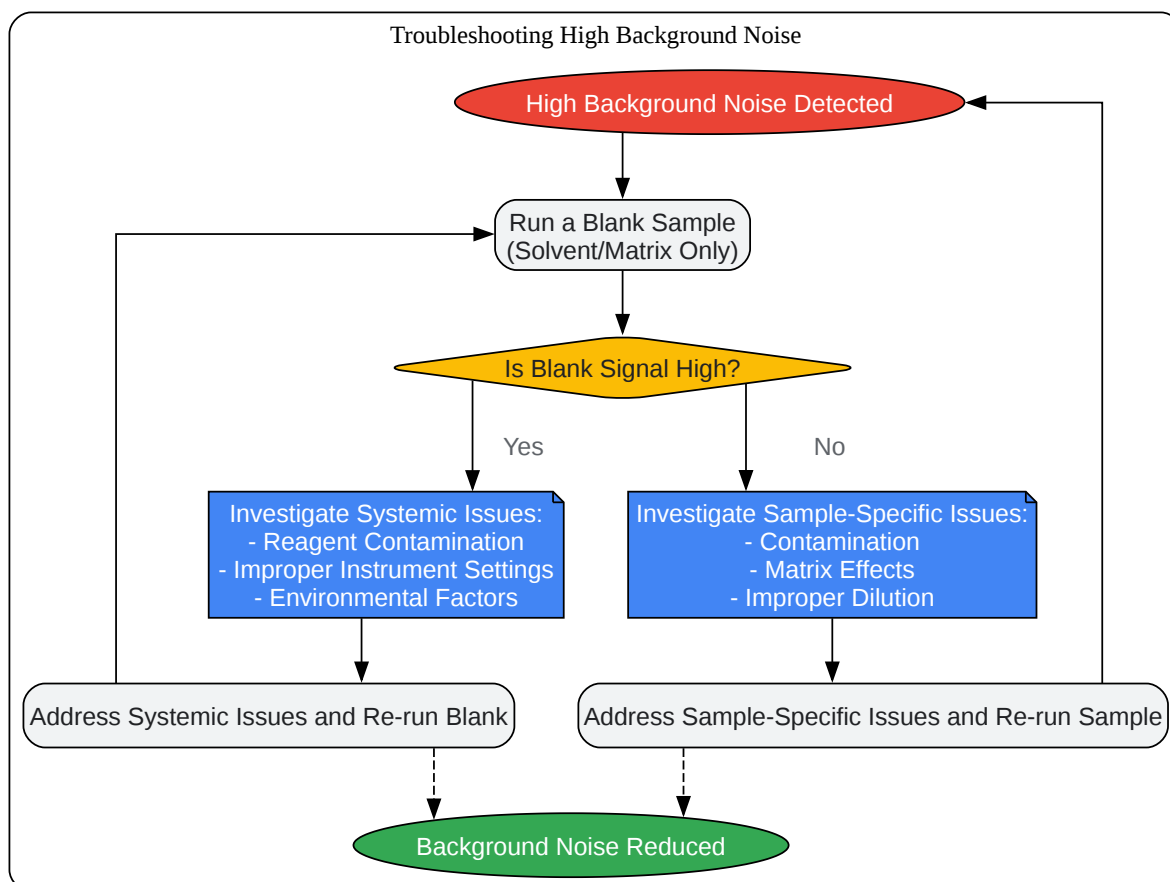 Troubleshooting High Background Noise
High Background Noise Detected
Run a Blank Sample
(Solvent/Matrix Only)
Is Blank Signal High?
Yes
No
Investigate Systemic Issues:
- Reagent Contamination
- Improper Instrument Settings
- Environmental Factors
Investigate Sample-Specific Issues:
- Contamination
- Matrix Effects
- Improper Dilution
Address Systemic Issues and Re-run Blank
Address Sample-Specific Issues and Re-run Sample
Background Noise Reduced